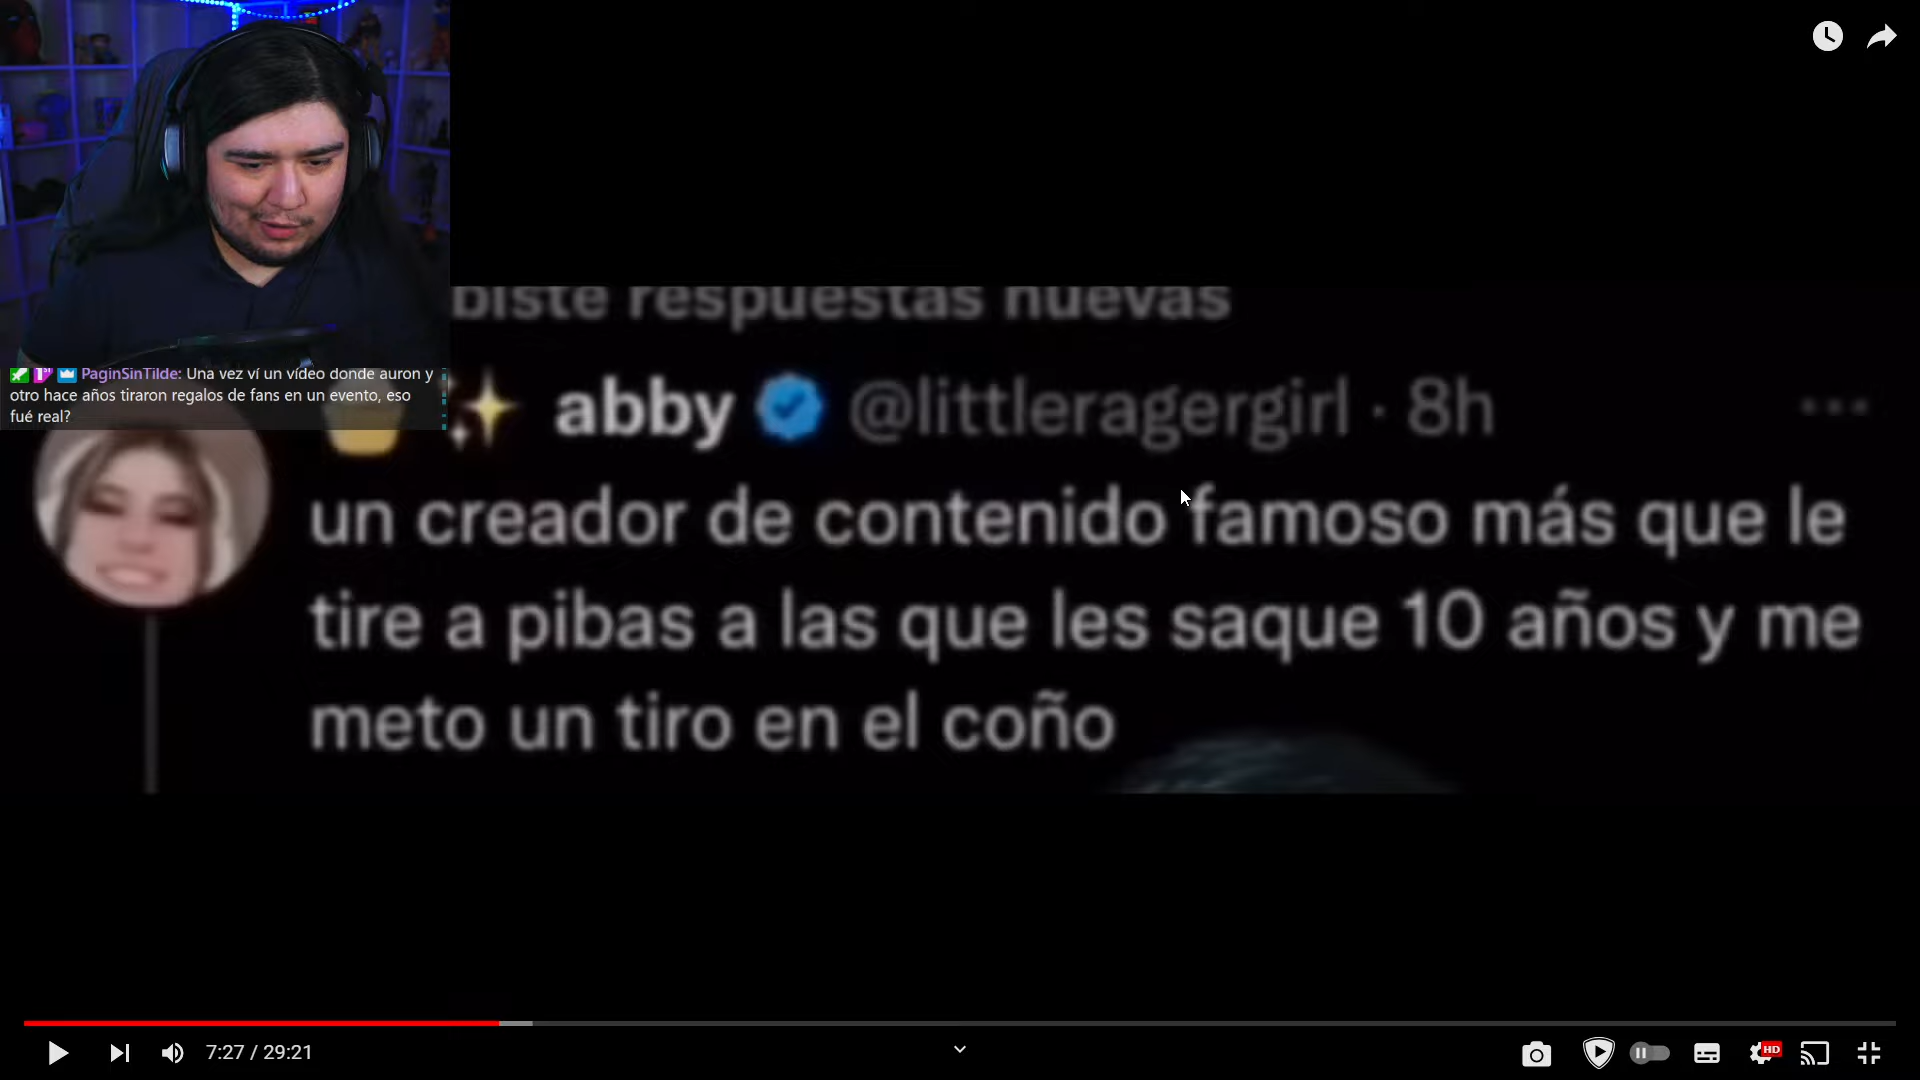 biste respuestas nuevas
PaginSinTilde: Una vez ví un vídeo donde auron y
otro hace años tiraron regalos de fans en un evento, eso
fué real?
abby @littleragergirl · 8h
un creador de contenido famoso más que le
tire a pibas a las que les saque 10 años y me
meto un tiro en el coño
7:27 / 29:21
HD